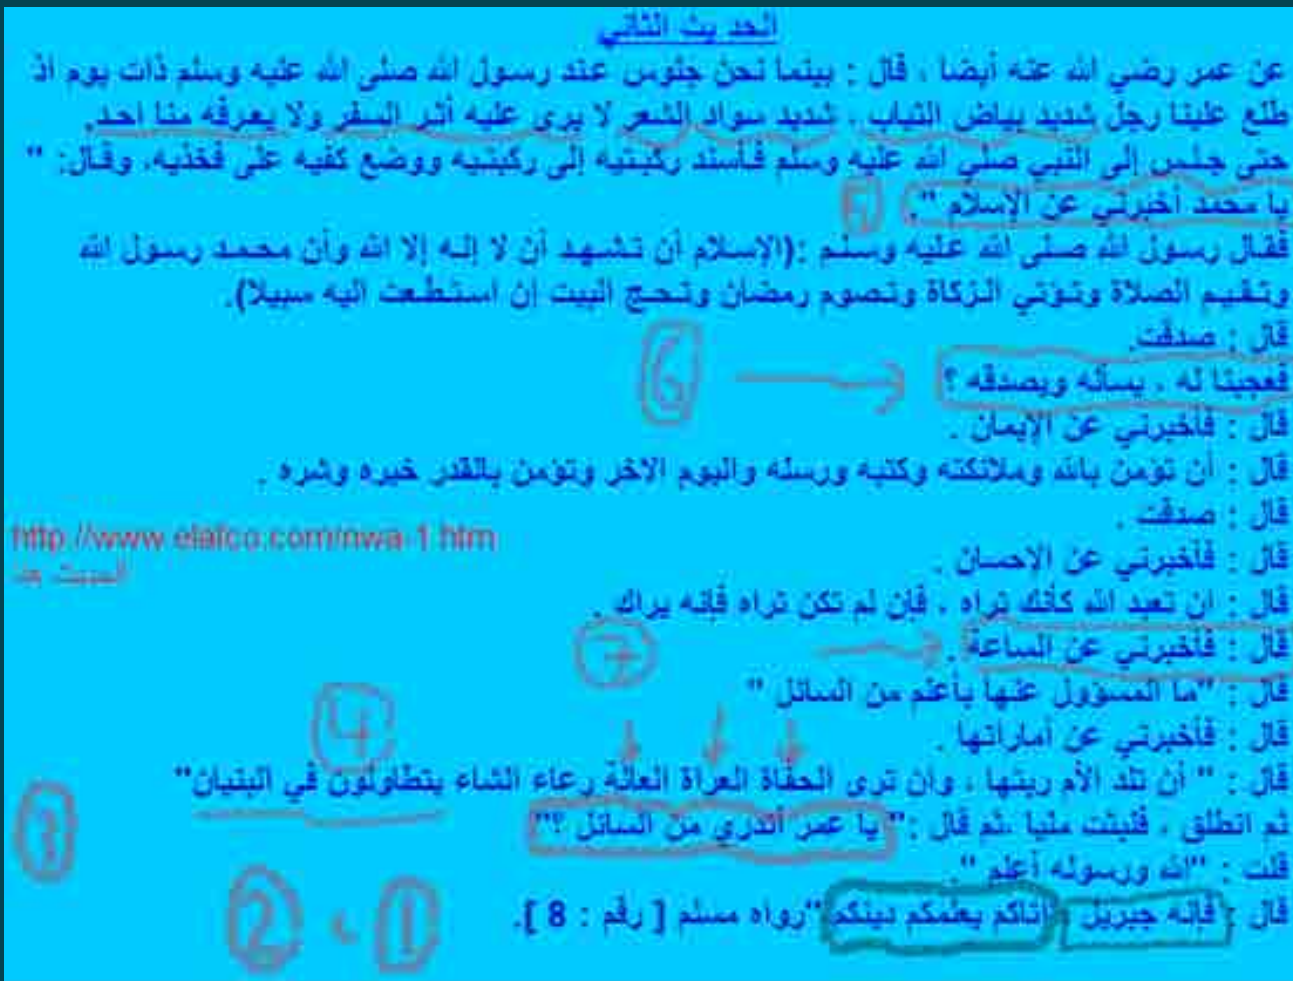 الحديث الثاني
عن عمر رضي الله عنه أيضا ، قال : بينما نحن جلوس عند رسول الله صلى الله عليه وسلم ذات يوم اذ
طلع علينا رجل شديد بياض الثياب ، شديد سواد الشعر لا يرى عليه أثر السفر ولا يعرفه منا احد.
حتى جلس إلى النبي صلى الله عليه وسلم فأسند ركبتيه إلى ركبتيه ووضع كفيه على فخذيه، وقال: "
يا محمد أخبرني عن الإسلام ". 5
فقال رسول الله صلى الله عليه وسلم :(الإسلام أن تشهد أن لا إله إلا الله وأن محمد رسول الله
وتقيم الصلاة وتؤتي الزكاة وتصوم رمضان وتحج البيت إن استطعت اليه سبيلا).
قال : صدقت.
فعجبنا له ، يسأله ويصدقه ؟ 6
قال : فأخبرني عن الإيمان .
قال : أن تؤمن بالله وملائكته وكتبه ورسله واليوم الاخر وتؤمن بالقدر خيره وشره .
قال : صدقت .
http://www.elafco.com/nwa-1.htm
قال : فأخبرني عن الاحسان .
قال : ان تعبد الله كأنك تراه ، فإن لم تكن تراه فإنه يراك .
قال : فأخبرني عن الساعة . 7
قال : "ما المسؤول عنها بأعلم من السائل "
قال : فأخبرني عن أماراتها . 4
قال : " أن تلد الأم ربتها ، وان ترى الحفاة العراة العالة رعاء الشاء يتطاولون في البنيان"
ثم انطلق ، فلبثت مليا ،ثم قال :" يا عمر أتدري من السائل ؟" 3
قلت : "الله ورسوله أعلم ".
قال : فإنه جبريل ، اتاكم يعلمكم دينكم "رواه مسلم [ رقم : 8 ]. 1 ، 2